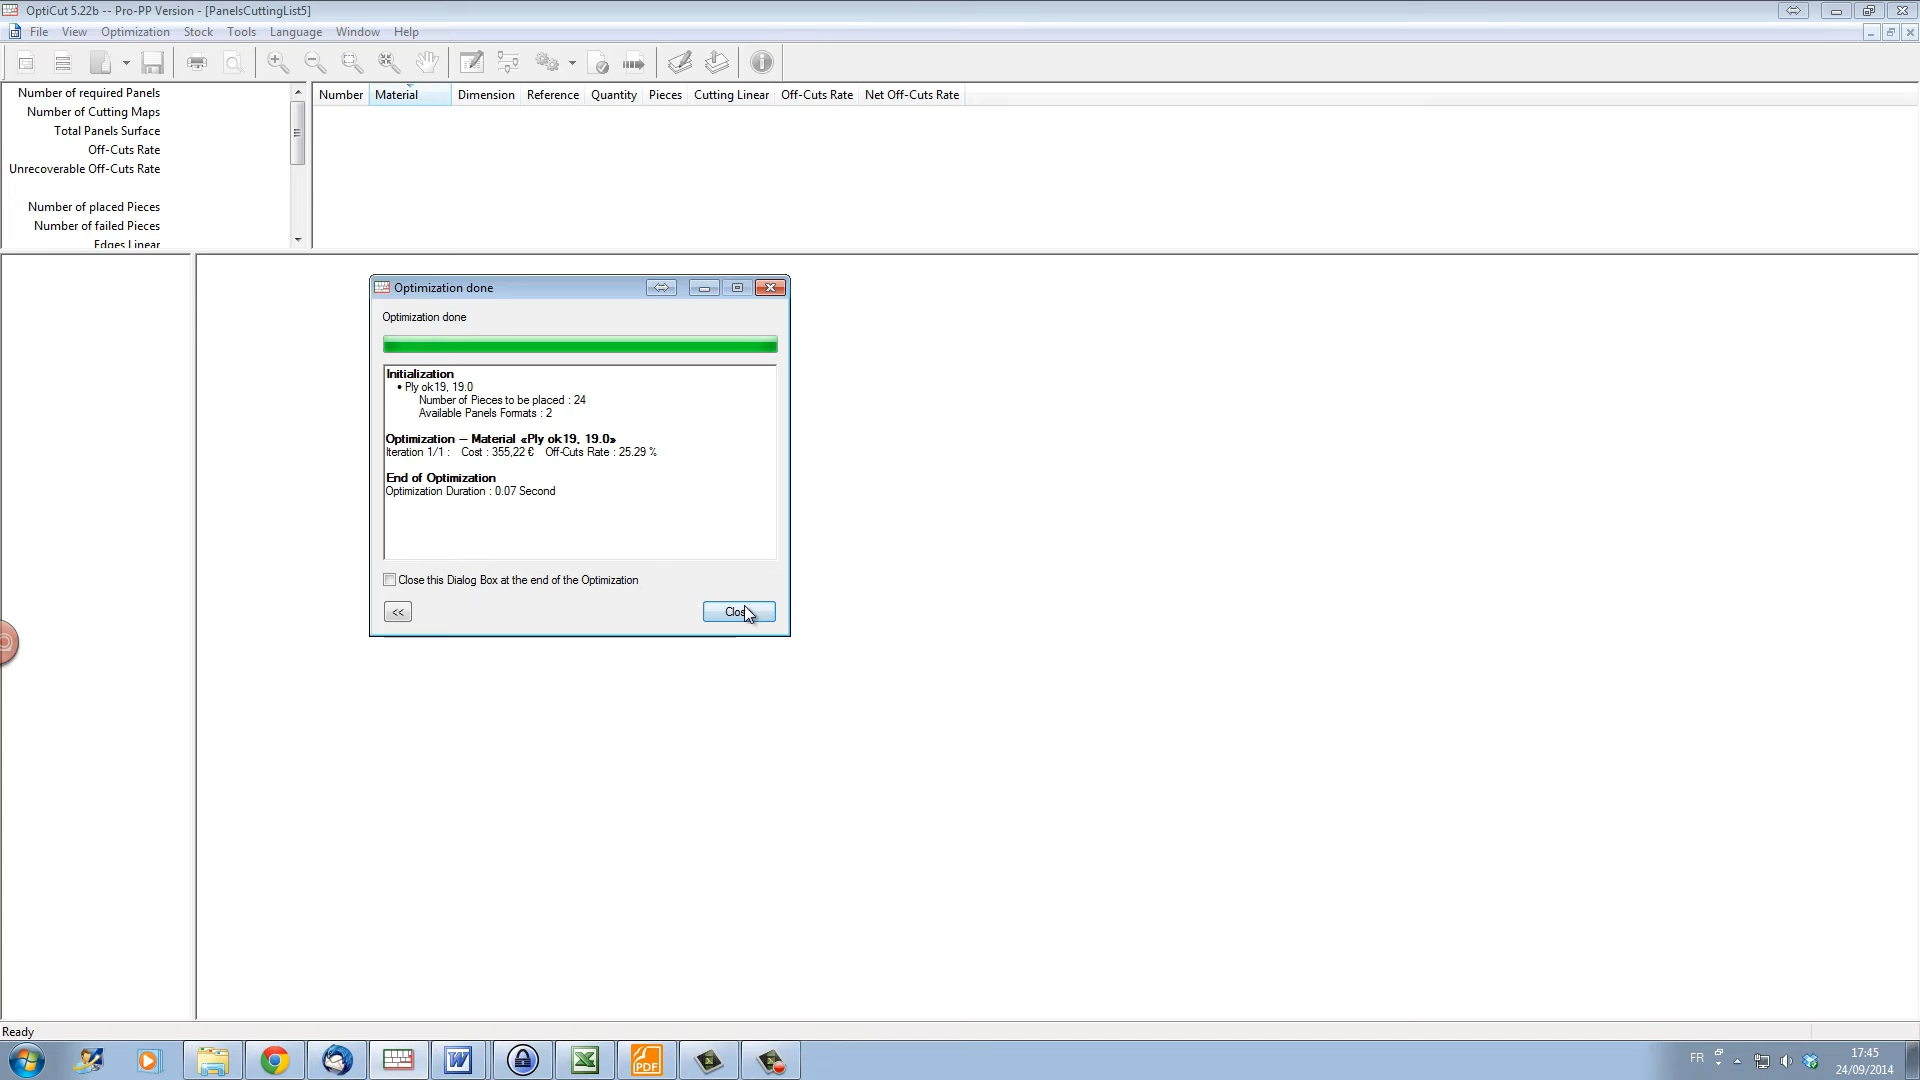 OptiCut 5.22b -- Pro-PP Version - [PanelsCuttingList5]
File View Optimization Stock Tools Language Window Help
Number of required Panels
Number of Cutting Maps
Total Panels Surface
Off-Cuts Rate
Unrecoverable Off-Cuts Rate
Number of placed Pieces
Number of failed Pieces
Edges Linear
Number Material Dimension Reference Quantity Pieces Cutting Linear Off-Cuts Rate Net Off-Cuts Rate
Optimization done
Optimization done
Initialization
• Ply ok19, 19.0
Number of Pieces to be placed : 24
Available Panels Formats : 2
Optimization – Material «Ply ok19, 19.0»
Iteration 1/1 : Cost : 355,22 € Off-Cuts Rate : 25.29 %
End of Optimization
Optimization Duration : 0.07 Second
Close this Dialog Box at the end of the Optimization
<< Clos
Ready
PDF
FR
17:45
24/09/2014